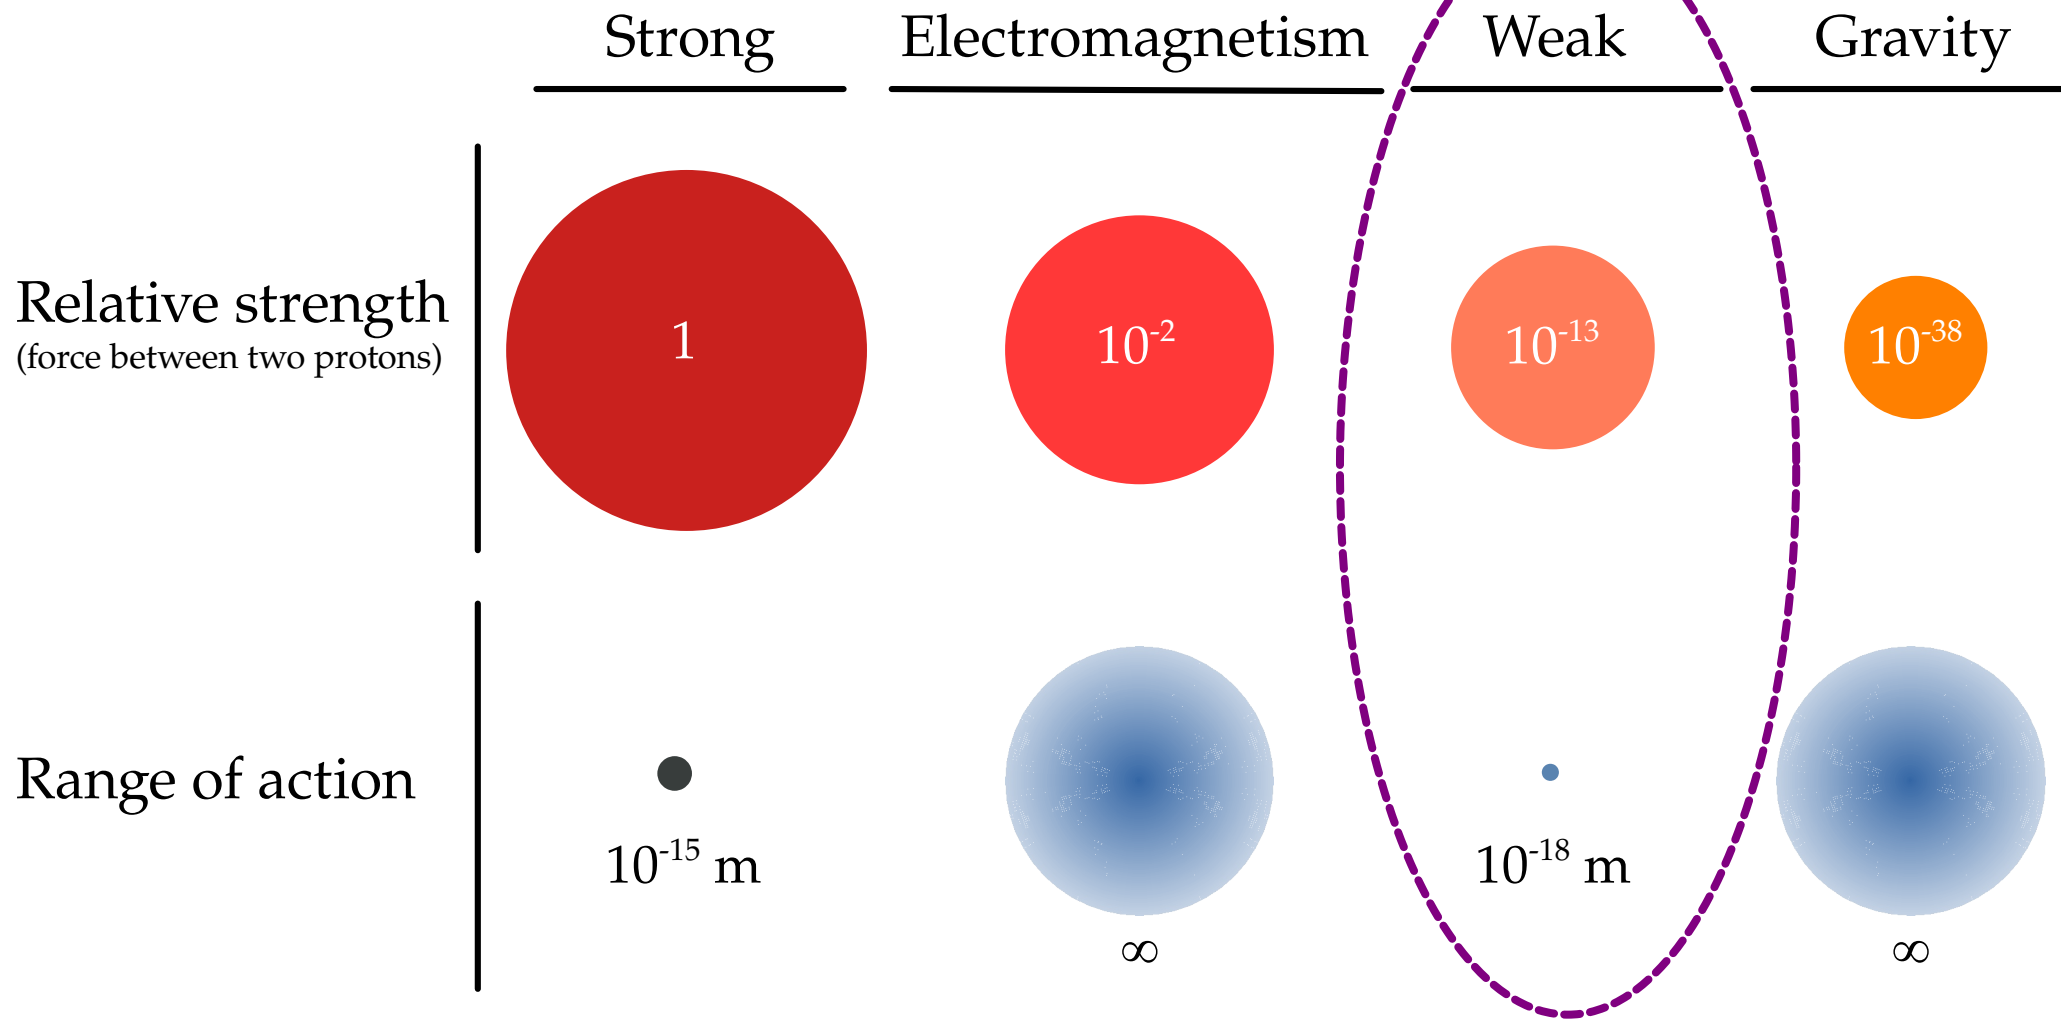 Strong Electromagnetism Weak Gravity
Relative strength
(force between two protons)
1 10⁻² 10⁻¹³ 10⁻³⁸
Range of action
10⁻¹⁵ m ∞ 10⁻¹⁸ m ∞